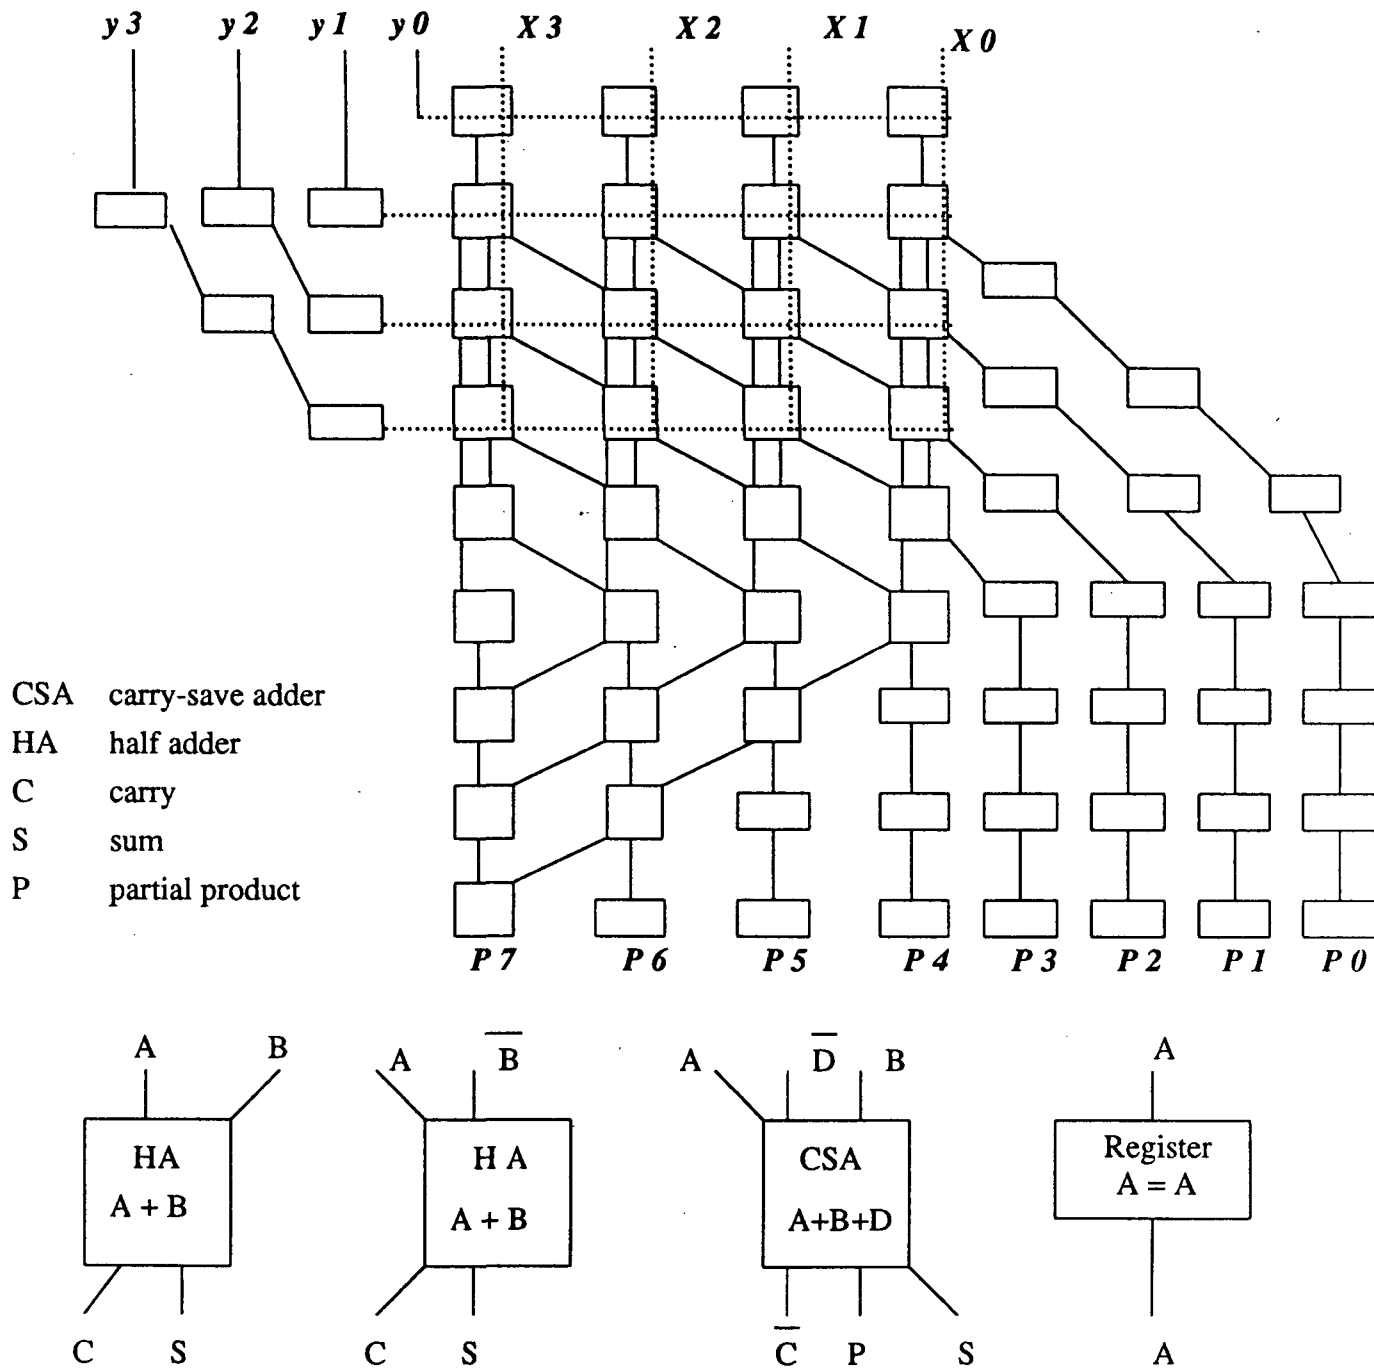 y3 y2 y1 y0 X3 X2 X1 X0
CSA carry-save adder
HA half adder
C carry
S sum
P partial product
P7 P6 P5 P4 P3 P2 P1 P0
A B
HA
A + B
C S
A B̅
H A
A + B
C S
A D̅ B
CSA
A+B+D
C̅ P S
A
Register
A = A
A